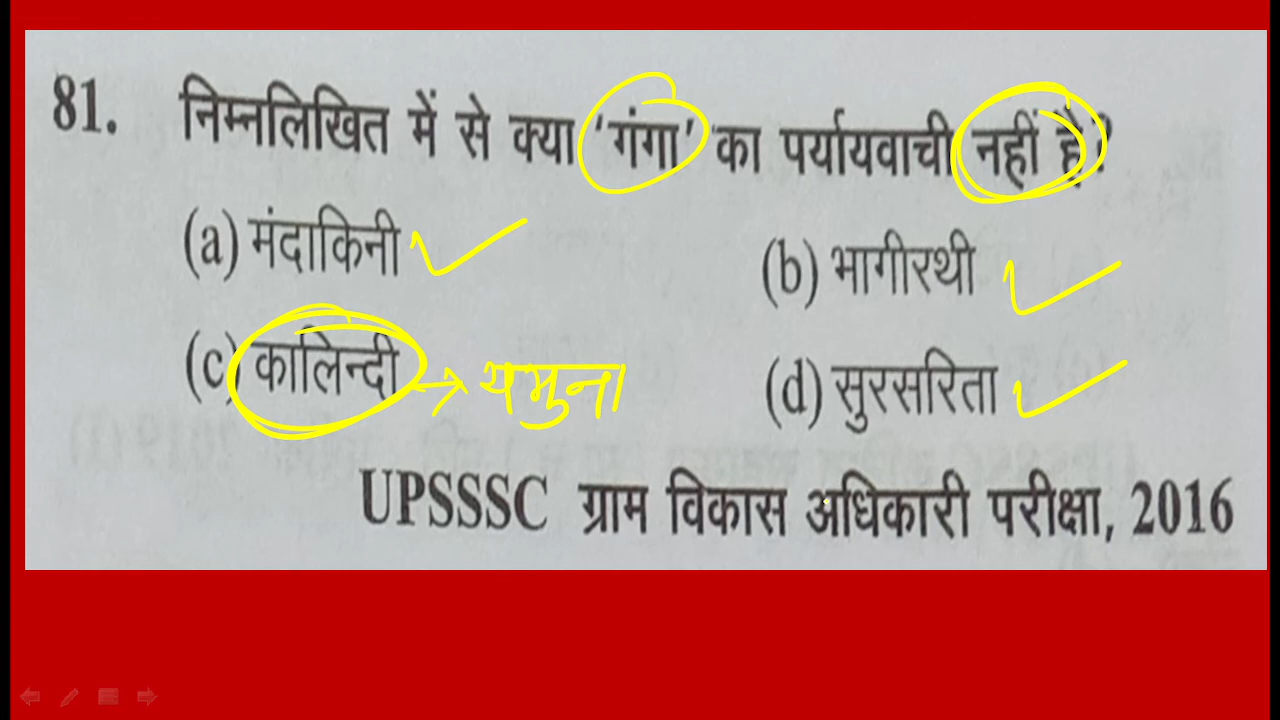 81. निम्नलिखित में से क्या 'गंगा' का पर्यायवाची नहीं है?
(a) मंदाकिनी (b) भागीरथी
(c) कालिन्दी → यमुना (d) सुरसरिता
UPSSSC ग्राम विकास अधिकारी परीक्षा, 2016